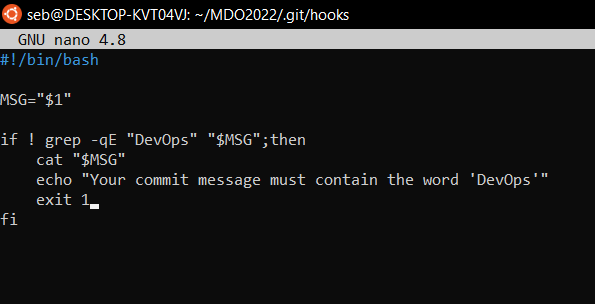 seb@DESKTOP-KVT04VJ: ~/MDO2022/.git/hooks
GNU nano 4.8
#!/bin/bash
MSG="$1"
if ! grep -qE "DevOps" "$MSG";then
    cat "$MSG"
    echo "Your commit message must contain the word 'DevOps'"
    exit 1
fi